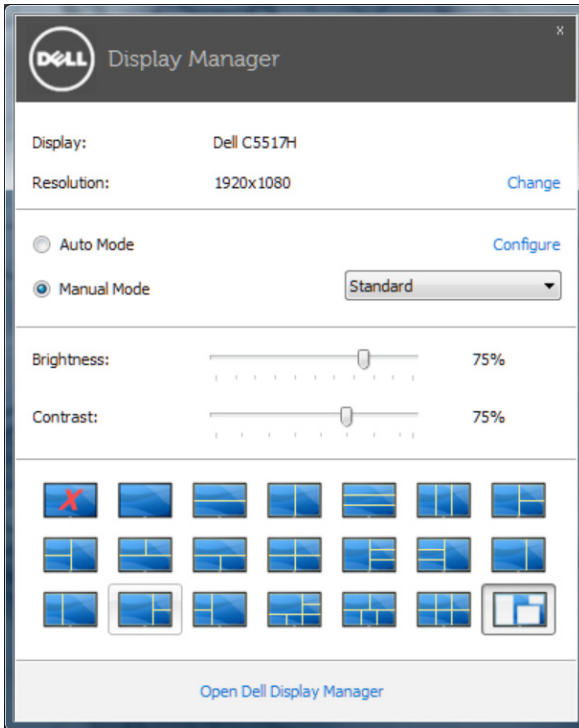 x
DELL Display Manager
Display: Dell C5517H
Resolution: 1920x1080 Change
Auto Mode Configure
Manual Mode Standard
Brightness: 75%
Contrast: 75%
X
Open Dell Display Manager